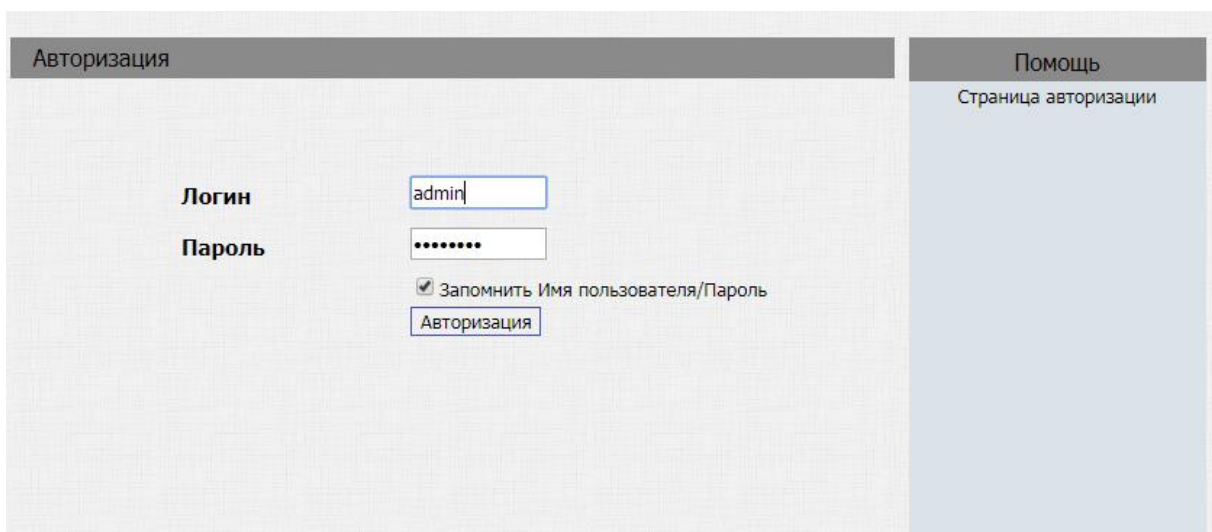 Авторизация
Помощь
Страница авторизации
Логин
admin
Пароль
••••••••
Запомнить Имя пользователя/Пароль
Авторизация